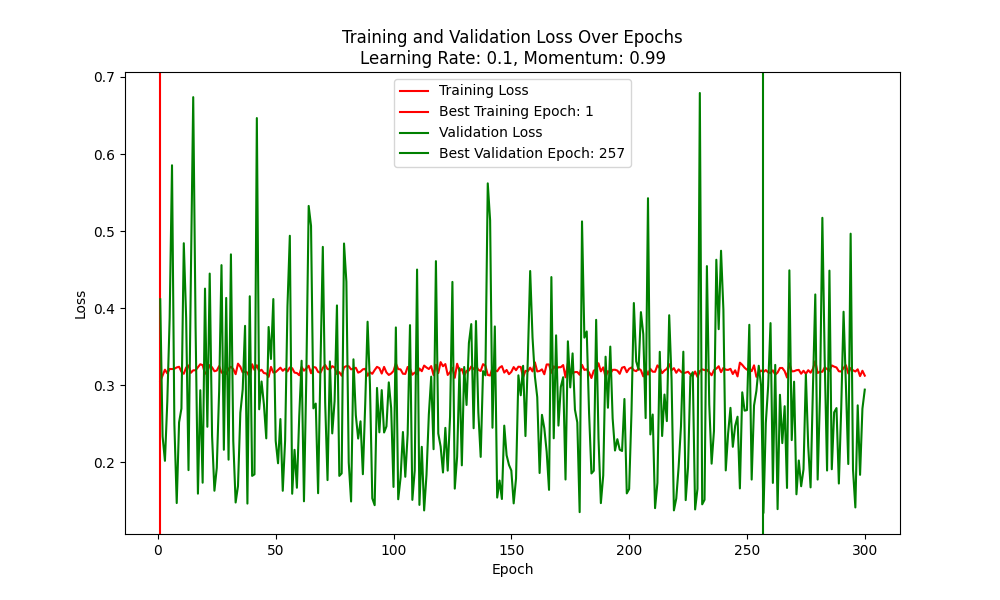 Training and Validation Loss Over Epochs
Learning Rate: 0.1, Momentum: 0.99
Training Loss
Best Training Epoch: 1
Validation Loss
Best Validation Epoch: 257
Loss
0.7
0.6
0.5
0.4
0.3
0.2
0
50
100
150
200
250
300
Epoch